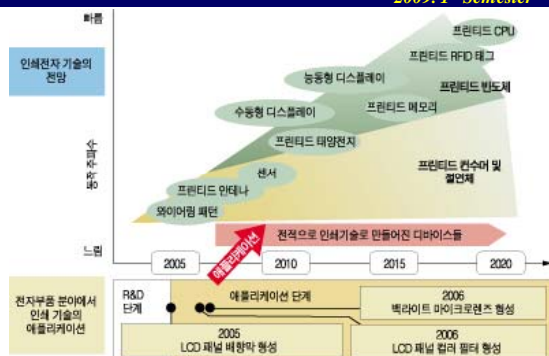 2009. 1st Semester
빠름
인쇄전자 기술의
전망
동작 주파수
느림
프린티드 CPU
프린티드 RFID 태그
능동형 디스플레이
프린티드 반도체
수동형 디스플레이
프린티드 메모리
프린티드 태양전지
프린티드 컨수머 및
절연체
센서
프린티드 안테나
와이어링 패턴
전적으로 인쇄기술로 만들어진 디바이스들
애플리케이션
2005
2010
2015
2020
전자부품 분야에서
인쇄 기술의
애플리케이션
R&D
단계
애플리케이션 단계
2006
백라이트 마이크로렌즈 형성
2005
LCD 패널 배향막 형성
2006
LCD 패널 컬러 필터 형성